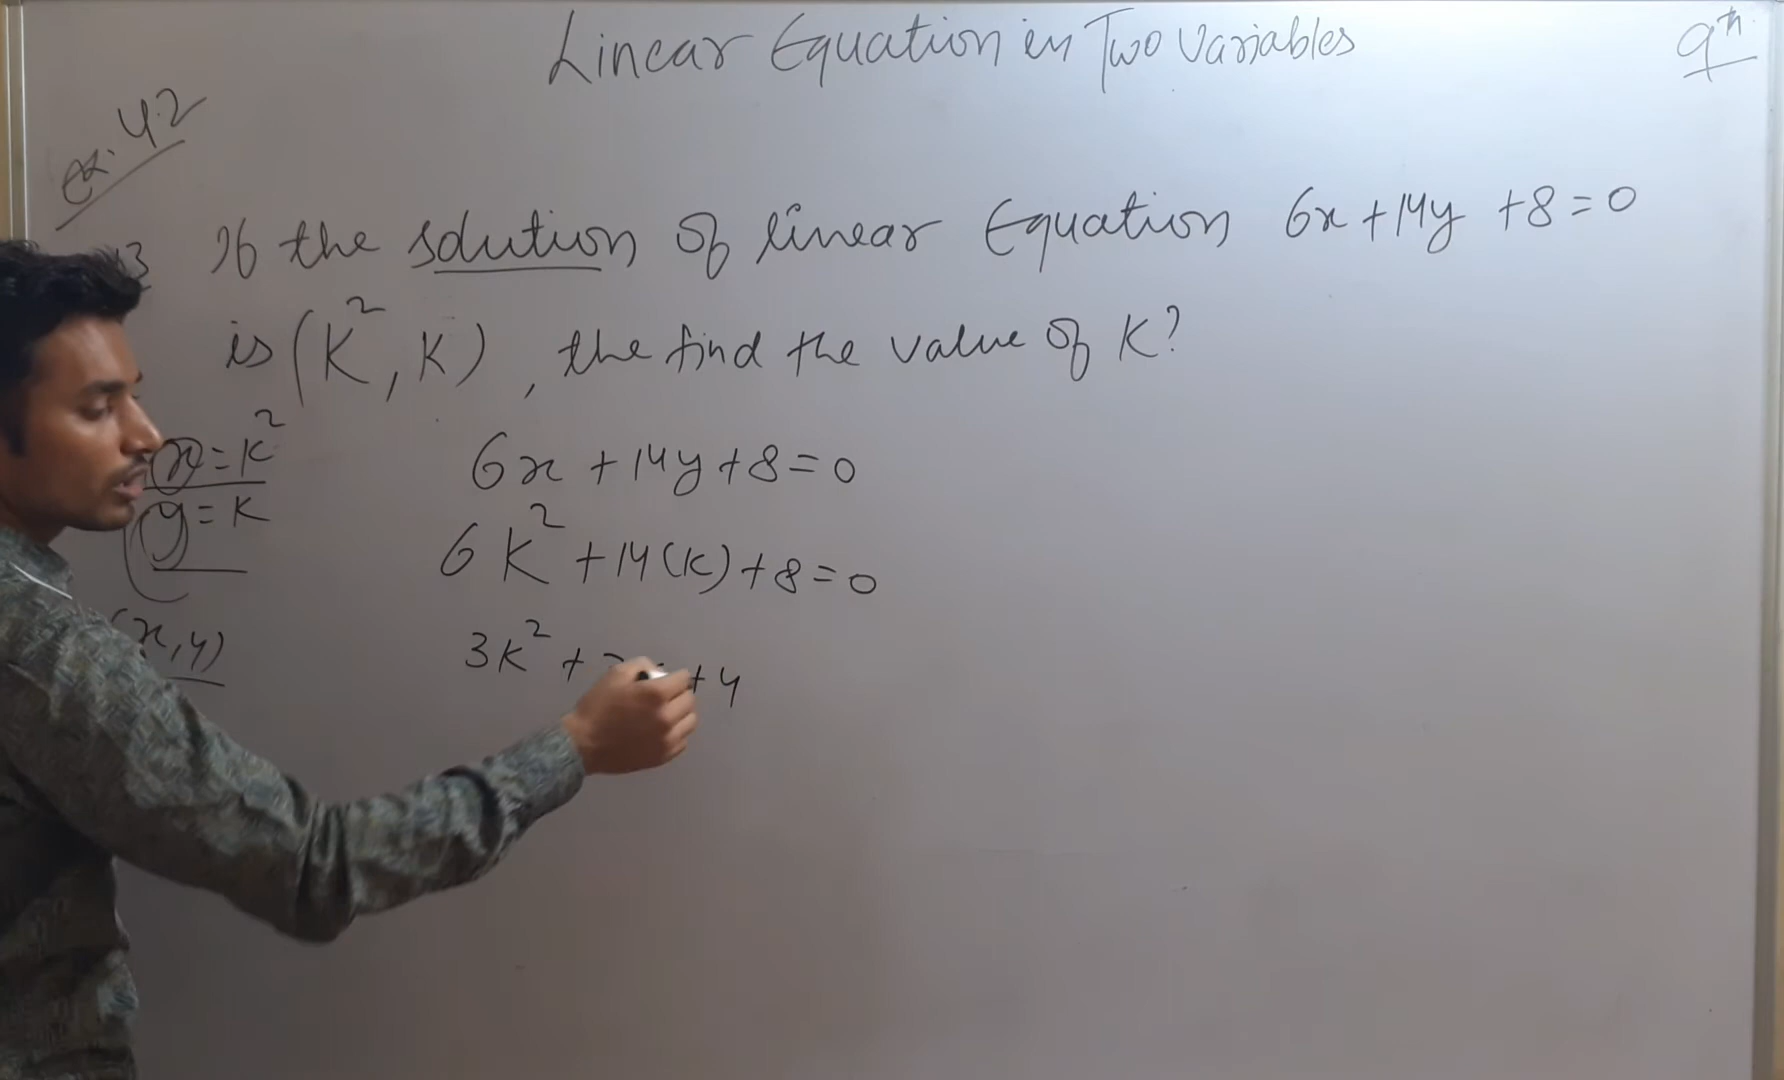 Linear Equation in Two Variables
9th
ex. 4.2
3 If the solution of linear Equation 6x+14y +8=0
is (K², K), the find the value of K?
x=K²
y=K
(x,y)
6x+14y+8=0
6K²+14(K)+8=0
3K²+ +4